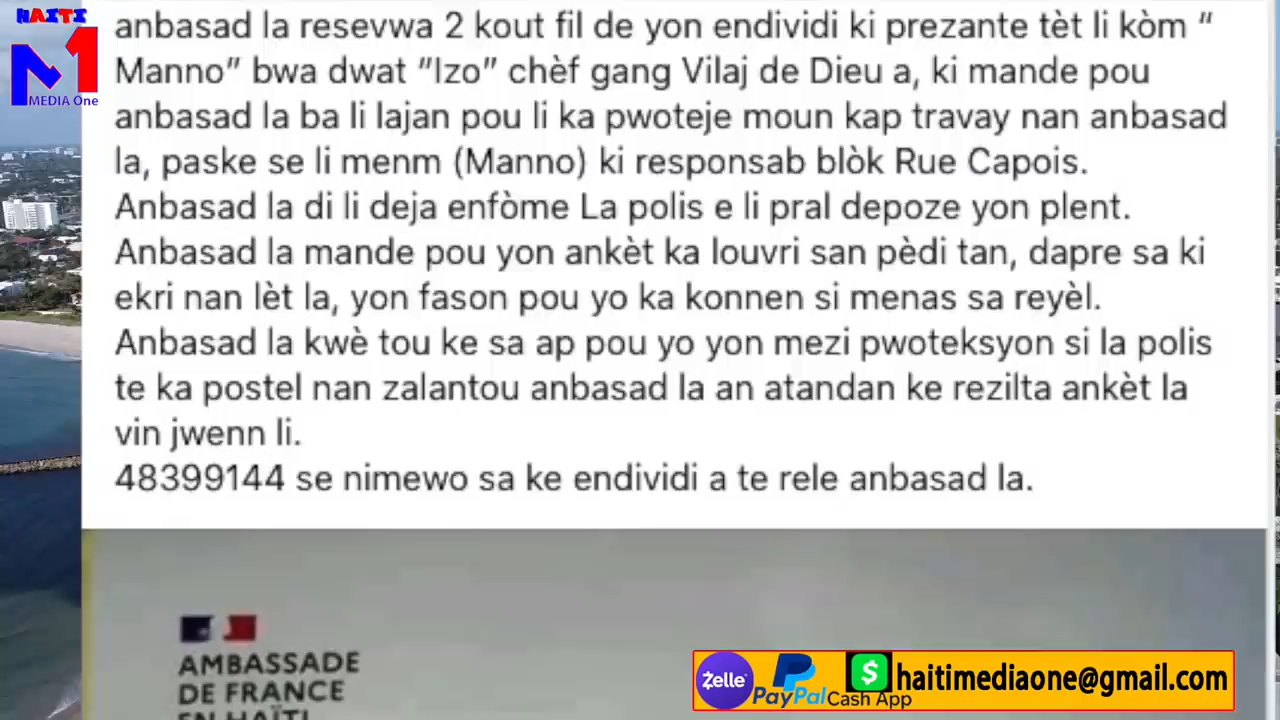 HAITI
M1
MEDIA One
anbasad la resevwa 2 kout fil de yon endividi ki prezante tèt li kòm “
Manno” bwa dwat “Izo” chèf gang Vilaj de Dieu a, ki mande pou
anbasad la ba li lajan pou li ka pwoteje moun kap travay nan anbasad
la, paske se li menm (Manno) ki responsab blòk Rue Capois.
Anbasad la di li deja enfòme La polis e li pral depoze yon plent.
Anbasad la mande pou yon ankèt ka louvri san pèdi tan, dapre sa ki
ekri nan lèt la, yon fason pou yo ka konnen si menas sa reyèl.
Anbasad la kwè tou ke sa ap pou yo yon mezi pwoteksyon si la polis
te ka postel nan zalantou anbasad la an atandan ke rezilta ankèt la
vin jwenn li.
48399144 se nimewo sa ke endividi a te rele anbasad la.
AMBASSADE
DE FRANCE
EN HAÏTI
Zelle
PayPal
$
Cash App
haitimediaone@gmail.com